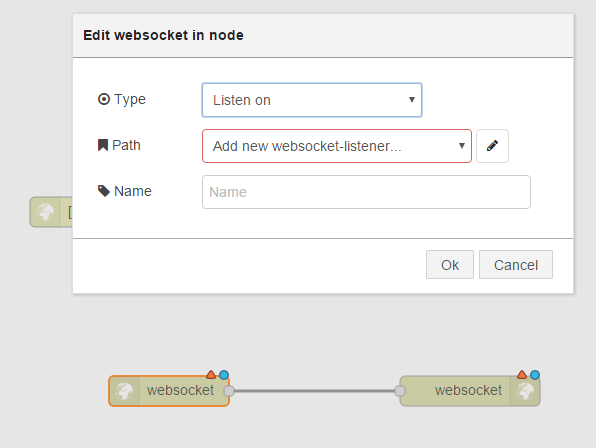 Edit websocket in node
Type
Listen on
Path
Add new websocket-listener...
Name
Name
[
Ok
Cancel
websocket
websocket